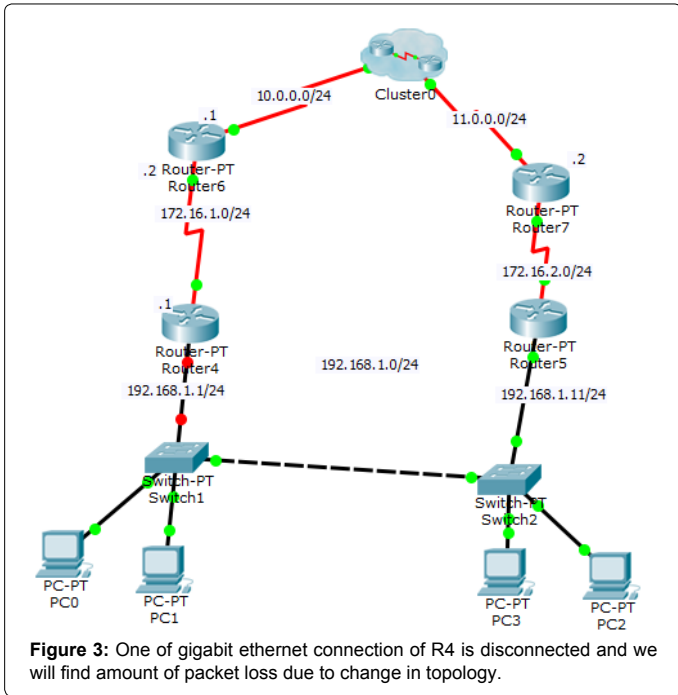 Cluster0
10.0.0.0/24
11.0.0.0/24
.1
.2
Router-PT
Router6
.2
Router-PT
Router7
172.16.1.0/24
172.16.2.0/24
.1
Router-PT
Router4
Router-PT
Router5
192.168.1.0/24
192.168.1.1/24
192.168.1.11/24
Switch-PT
Switch1
Switch-PT
Switch2
PC-PT
PC0
PC-PT
PC1
PC-PT
PC3
PC-PT
PC2
Figure 3: One of gigabit ethernet connection of R4 is disconnected and we
will find amount of packet loss due to change in topology.